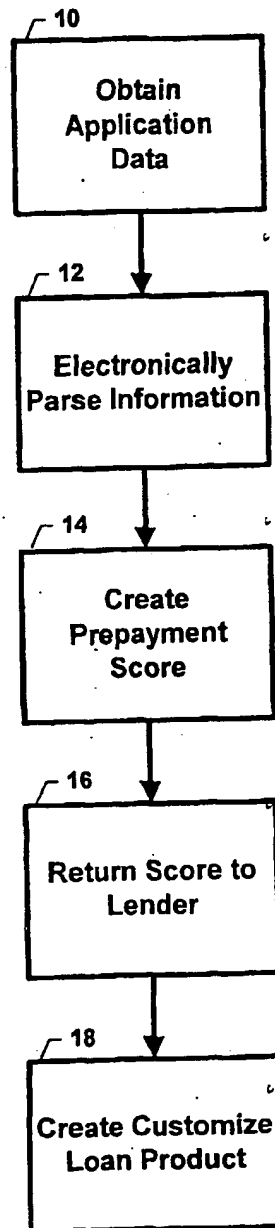 10
Obtain
Application
Data
12
Electronically
Parse Information
14
Create
Prepayment
Score
16
Return Score to
Lender
18
Create Customize
Loan Product